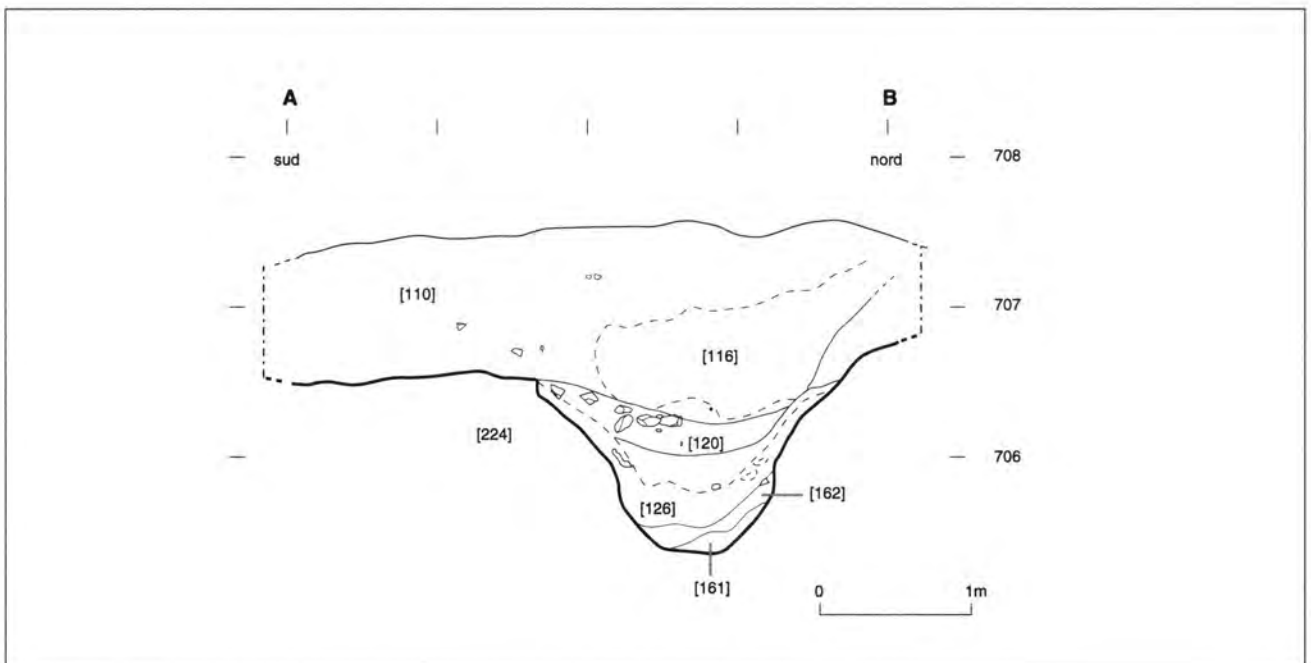 A B
sud nord 708
[110] 707
[116]
[224] [120] 706
[126] [162]
[161] 0 1m